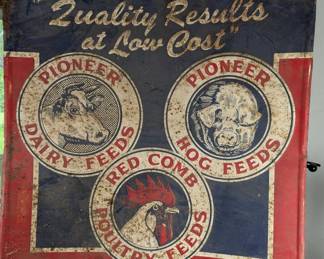 "Quality Results
at Low Cost"
PIONEER
DAIRY FEEDS
PIONEER
HOG FEEDS
RED COMB
POULTRY FEEDS